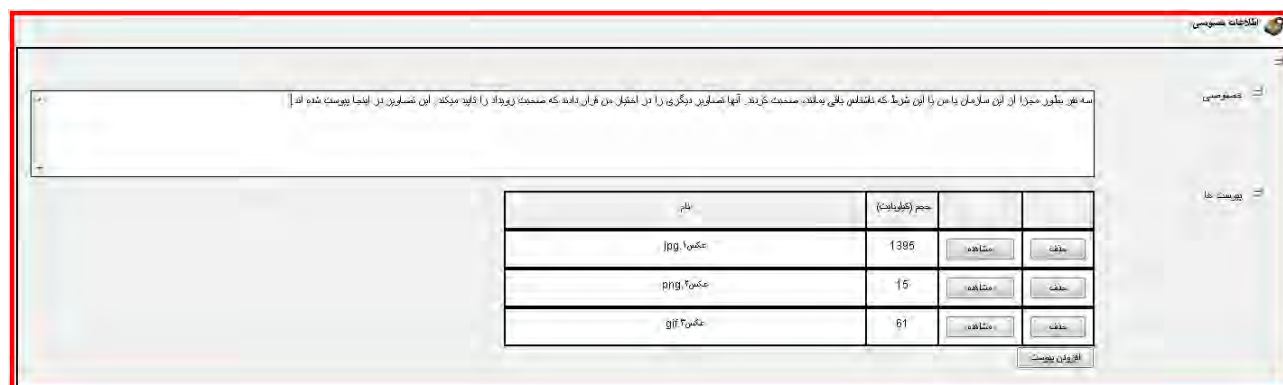 اطلاعات خصوصی
خصوصی
سه نفر بطور مجزا از این سازمان با من با این شرط که ناشناس باقی بمانند، صحبت کردند. آنها تصاویر دیگری را در اختیار من قرار دادند که صحت رویداد را تایید میکند. این تصاویر در اینجا پیوست شده اند
پیوست ها
حجم (کیلوبایت) نام
حذف مشاهده 1395 عکس۱.jpg
حذف مشاهده 15 عکس۲.png
حذف مشاهده 61 عکس۳.gif
افزودن پیوست